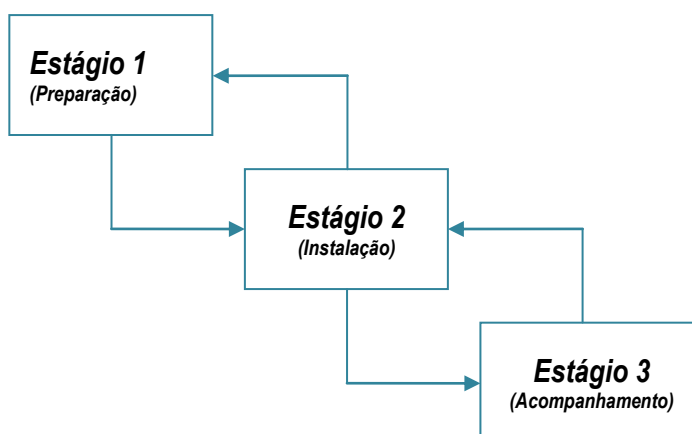 Estágio 1
(Preparação)
Estágio 2
(Instalação)
Estágio 3
(Acompanhamento)